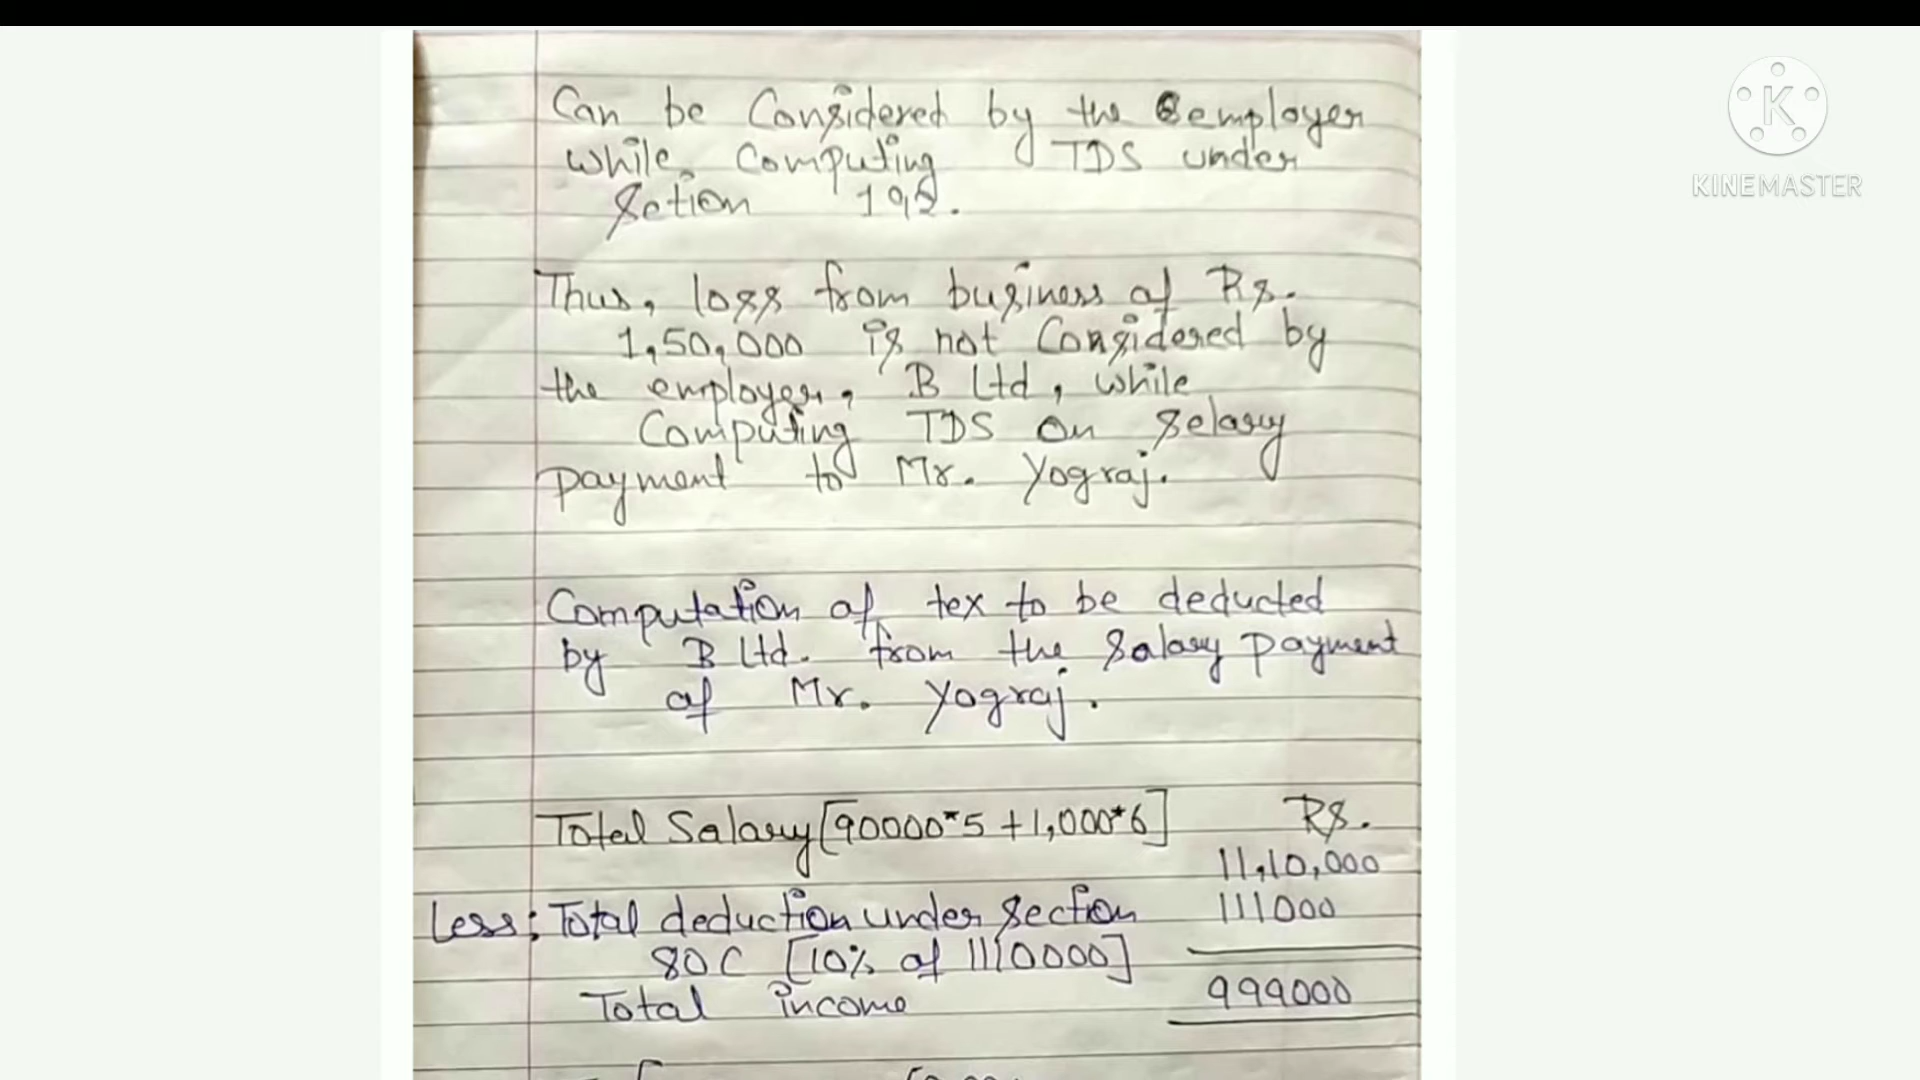 Can be Considered by the employer
while Computing TDS under
Sction 192.
Thus, loss from business of Rs.
1,50,000 is not Considered by
the employer, B Ltd, while
Computing TDS on Selary
payment to Mr. Yograj.
Computation of tex to be deducted
by B Ltd. from the Salary payment
of Mr. Yograj.
Total Salary [90000*5 + 1,000*6] Rs.
11,10,000
Less: Total deduction under Section 111000
80C [10% of 1110000]
Total income 999000
K
KINEMASTER